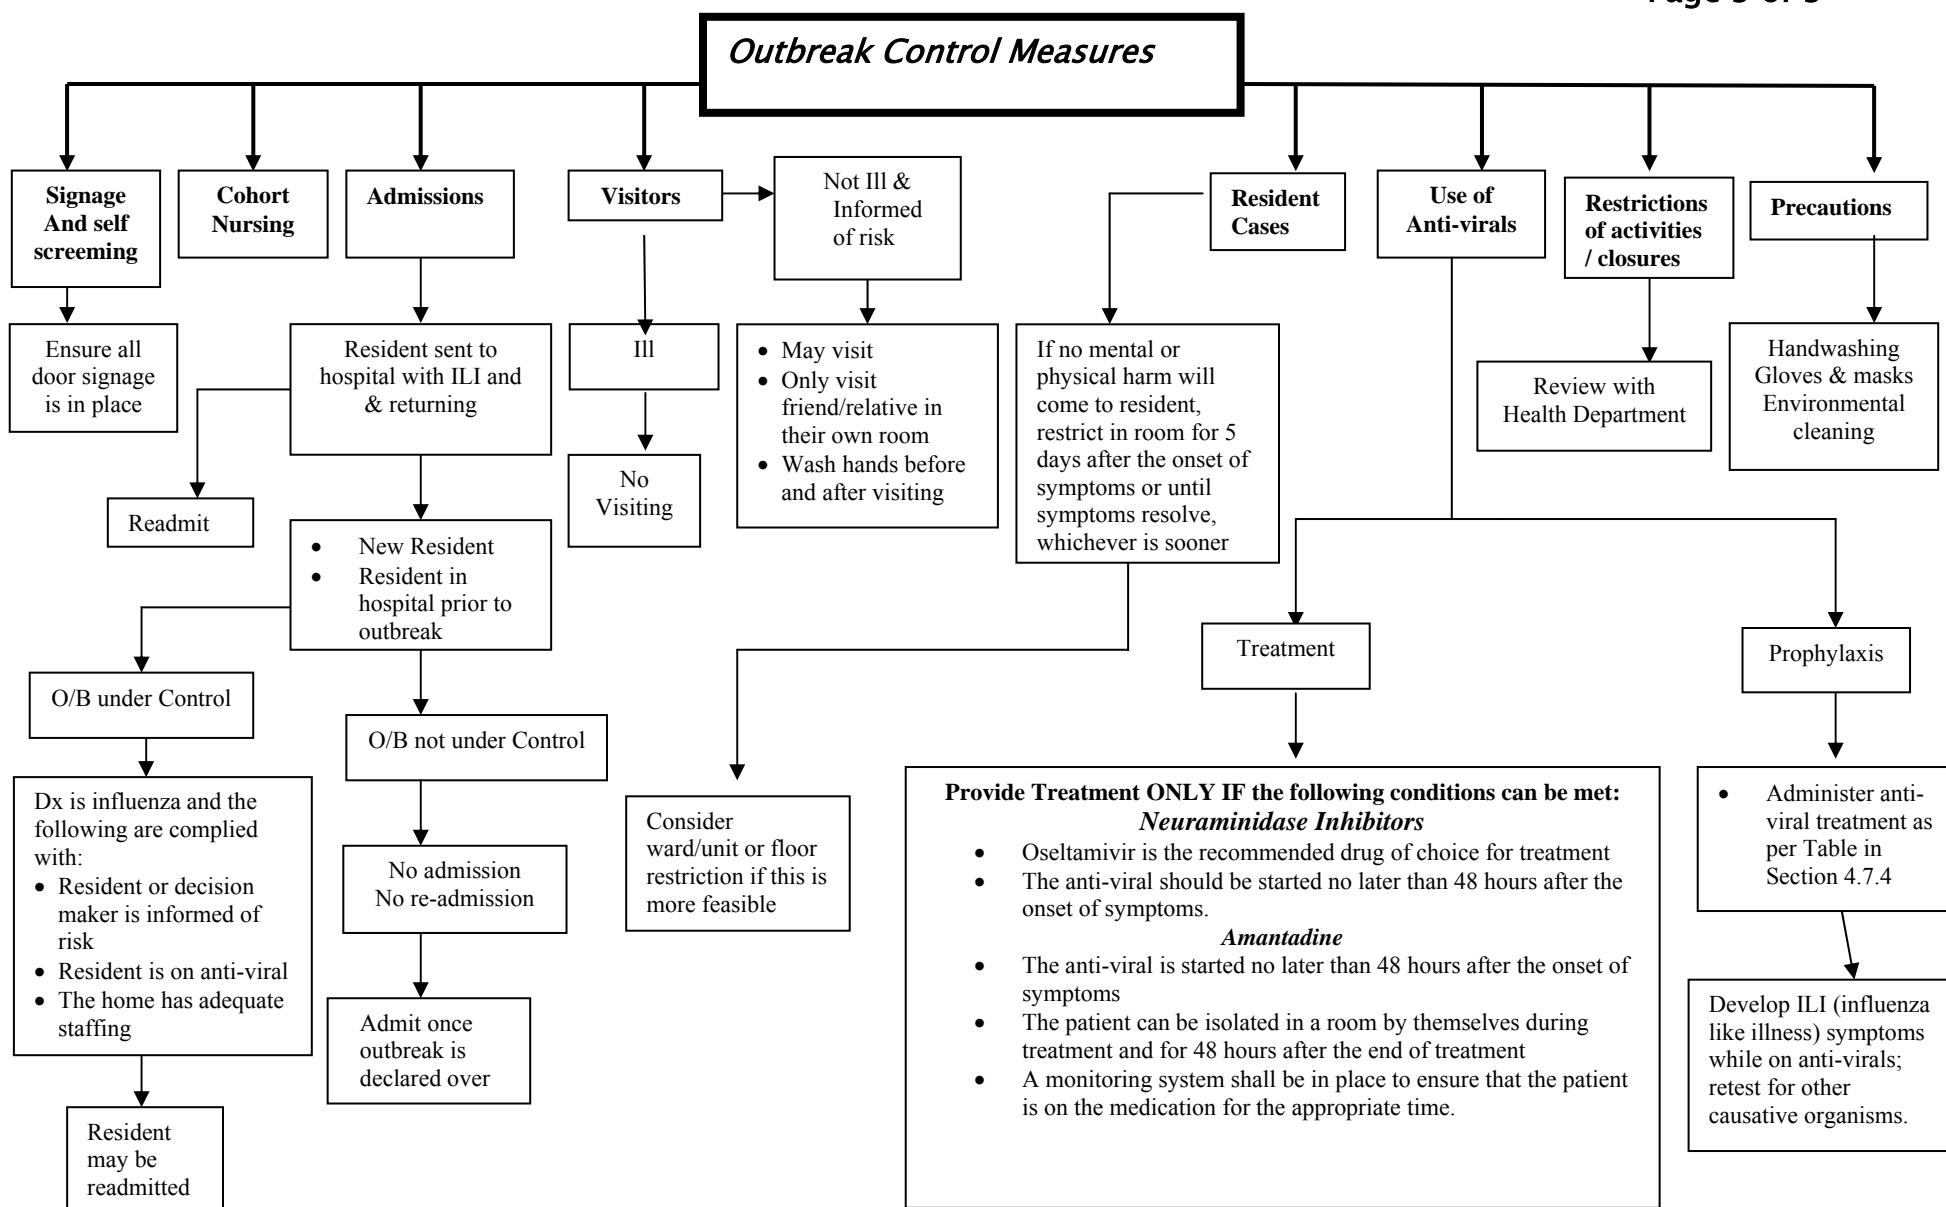 Outbreak Control Measures
Signage
And self
screeming
Cohort
Nursing
Admissions
Visitors
Not Ill &
Informed
of risk
Resident
Cases
Use of
Anti-virals
Restrictions
of activities
/ closures
Precautions
Ensure all
door signage
is in place
Resident sent to
hospital with ILI and
& returning
Ill
• May visit
• Only visit
friend/relative in
their own room
• Wash hands before
and after visiting
If no mental or
physical harm will
come to resident,
restrict in room for 5
days after the onset of
symptoms or until
symptoms resolve,
whichever is sooner
Review with
Health Department
Handwashing
Gloves & masks
Environmental
cleaning
Readmit
No
Visiting
• New Resident
• Resident in
hospital prior to
outbreak
Treatment
Prophylaxis
O/B under Control
O/B not under Control
Dx is influenza and the
following are complied
with:
• Resident or decision
maker is informed of
risk
• Resident is on anti-viral
• The home has adequate
staffing
No admission
No re-admission
Consider
ward/unit or floor
restriction if this is
more feasible
Provide Treatment ONLY IF the following conditions can be met:
Neuraminidase Inhibitors
• Oseltamivir is the recommended drug of choice for treatment
• The anti-viral should be started no later than 48 hours after the
onset of symptoms.
Amantadine
• The anti-viral is started no later than 48 hours after the onset of
symptoms
• The patient can be isolated in a room by themselves during
treatment and for 48 hours after the end of treatment
• A monitoring system shall be in place to ensure that the patient
is on the medication for the appropriate time.
• Administer anti-
viral treatment as
per Table in
Section 4.7.4
Admit once
outbreak is
declared over
Develop ILI (influenza
like illness) symptoms
while on anti-virals;
retest for other
causative organisms.
Resident
may be
readmitted